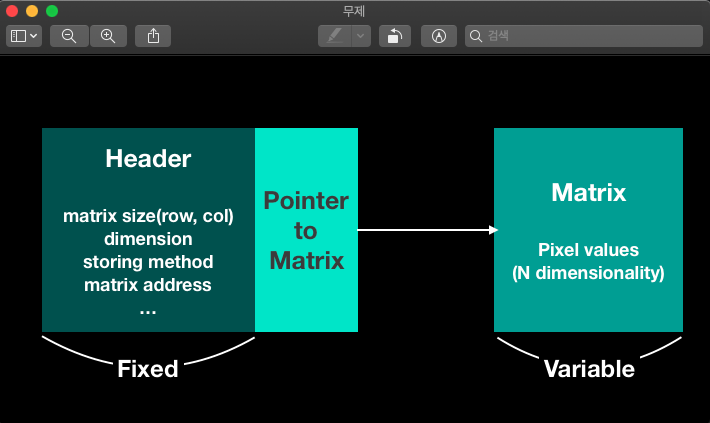 무제
검색
Header
matrix size(row, col)
dimension
storing method
matrix address
...
Pointer
to
Matrix
Matrix
Pixel values
(N dimensionality)
Fixed
Variable